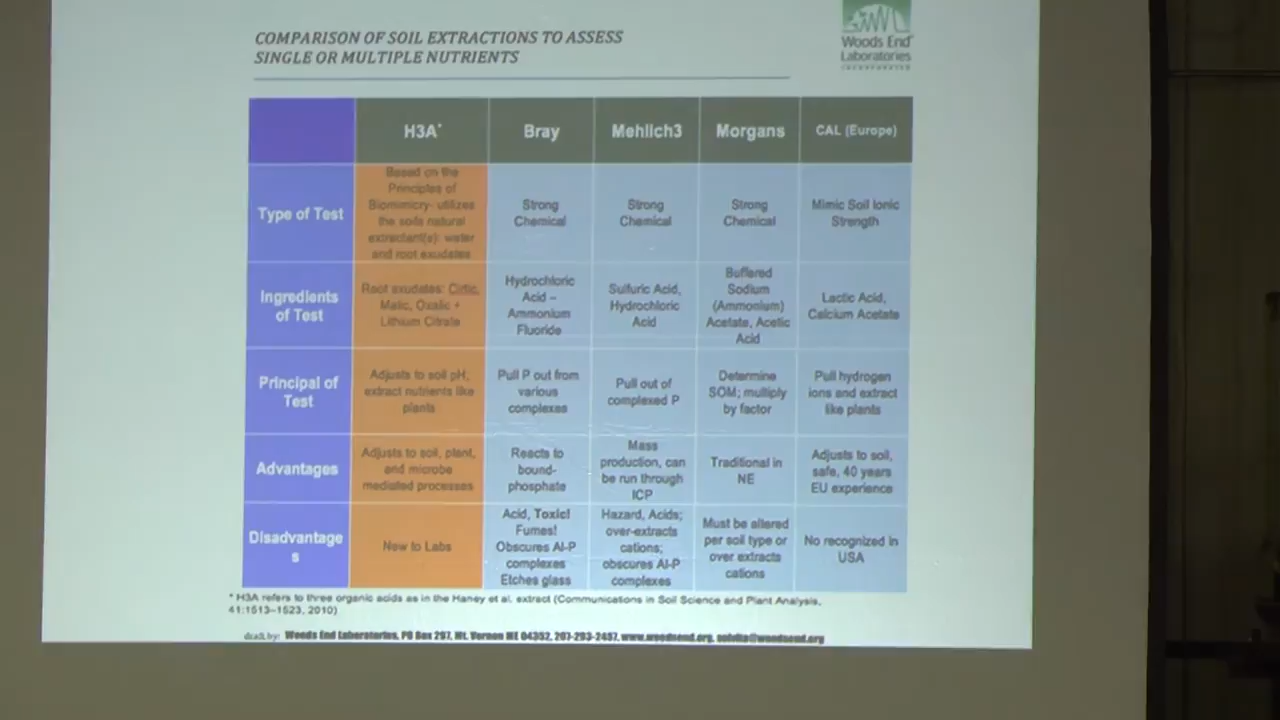 COMPARISON OF SOIL EXTRACTIONS TO ASSESS
SINGLE OR MULTIPLE NUTRIENTS
Woods End
Laboratories
INCORPORATED
H3A*
Bray
Mehlich3
Morgans
CAL (Europe)
Type of Test
Based on the
Principles of
Biomimicry- utilizes
the soils natural
extractant(s): water
and root exudates
Strong
Chemical
Strong
Chemical
Strong
Chemical
Mimic Soil Ionic
Strength
Ingredients
of Test
Root exudates: Cirtic,
Malic, Oxalic +
Lithium Citrate
Hydrochloric
Acid –
Ammonium
Fluoride
Sulfuric Acid,
Hydrochloric
Acid
Buffered
Sodium
(Ammonium)
Acetate, Acetic
Acid
Lactic Acid,
Calcium Acetate
Principal of
Test
Adjusts to soil pH,
extract nutrients like
plants
Pull P out from
various
complexes
Pull out of
complexed P
Determine
SOM; multiply
by factor
Pull hydrogen
ions and extract
like plants
Advantages
Adjusts to soil, plant,
and microbe
mediated processes
Reacts to
bound-
phosphate
Mass
production, can
be run through
ICP
Traditional in
NE
Adjusts to soil,
safe, 40 years
EU experience
Disadvantage
s
New to Labs
Acid, Toxic!
Fumes!
Obscures Al-P
complexes
Etches glass
Hazard, Acids;
over-extracts
cations;
obscures Al-P
complexes
Must be altered
per soil type or
over extracts
cations
No recognized in
USA
* H3A refers to three organic acids as in the Haney et al. extract (Communications in Soil Science and Plant Analysis,
41:1513–1523, 2010)
by: Woods End Laboratories, PO Box 297, Mt. Vernon ME 04352, 207-293-2457, www.woodsend.org, solvita@woodsend.org